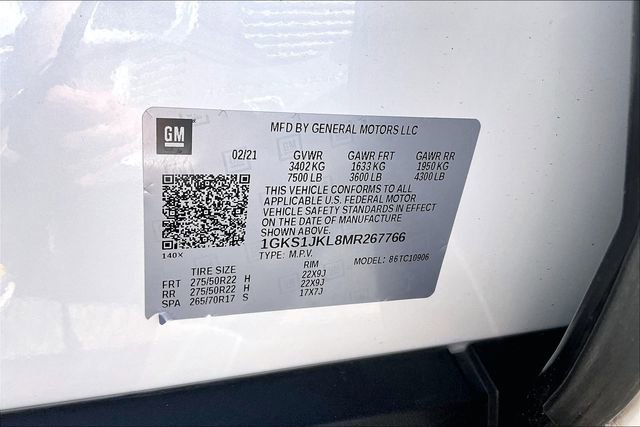 GM
MFD BY GENERAL MOTORS LLC
02/21 GVWR GAWR FRT GAWR RR
3402 KG 1633 KG 1950 KG
7500 LB 3600 LB 4300 LB
THIS VEHICLE CONFORMS TO ALL
APPLICABLE U.S. FEDERAL MOTOR
VEHICLE SAFETY STANDARDS IN EFFECT
ON THE DATE OF MANUFACTURE
SHOWN ABOVE.
140X
1GKS1JKL8MR267766
TYPE: M.P.V. MODEL: 86TC10906
TIRE SIZE RIM
FRT 275/50R22 H 22X9J
RR 275/50R22 H 22X9J
SPA 265/70R17 S 17X7J